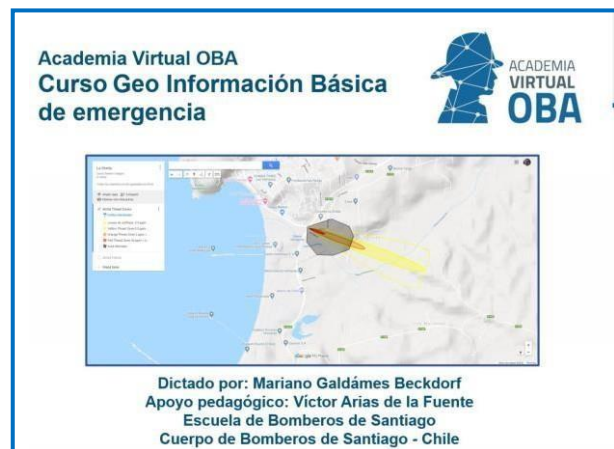 Academia Virtual OBA
Curso Geo Información Básica
de emergencia
ACADEMIA
VIRTUAL
OBA
Dictado por: Mariano Galdámes Beckdorf
Apoyo pedagógico: Víctor Arias de la Fuente
Escuela de Bomberos de Santiago
Cuerpo de Bomberos de Santiago - Chile